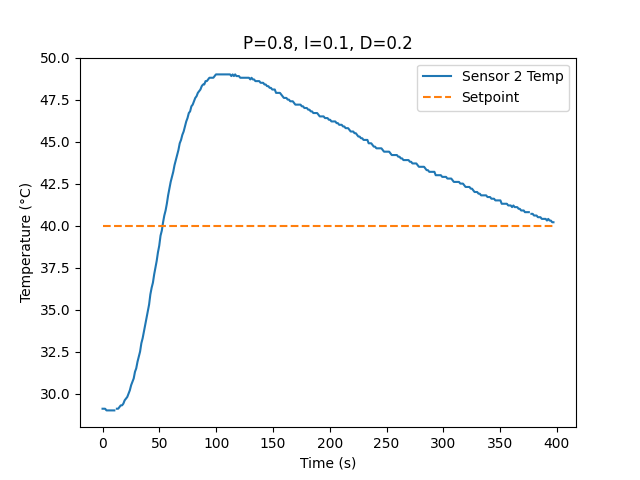 P=0.8, I=0.1, D=0.2
Sensor 2 Temp
Setpoint
Temperature (°C)
50.0
47.5
45.0
42.5
40.0
37.5
35.0
32.5
30.0
0 50 100 150 200 250 300 350 400
Time (s)